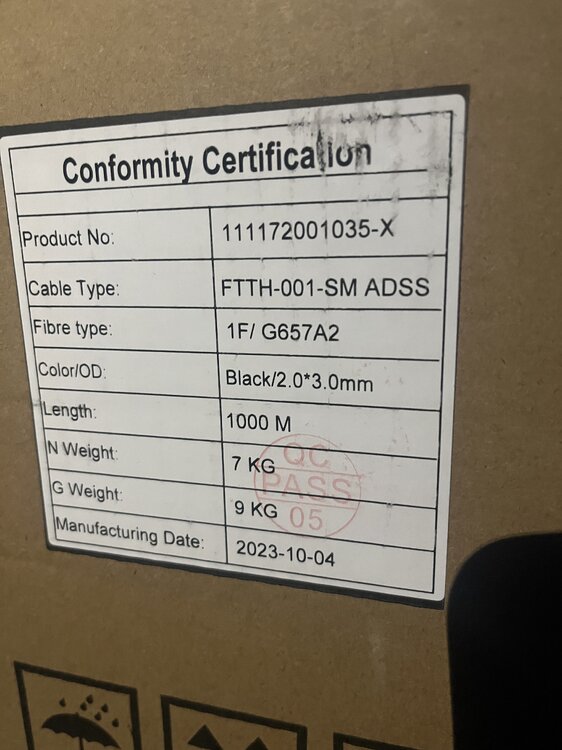 Conformity Certification
Product No: 111172001035-X
Cable Type: FTTH-001-SM ADSS
Fibre type: 1F/ G657A2
Color/OD: Black/2.0*3.0mm
Length: 1000 M
N Weight: 7 KG
G Weight: 9 KG
Manufacturing Date: 2023-10-04
QC
PASS
05